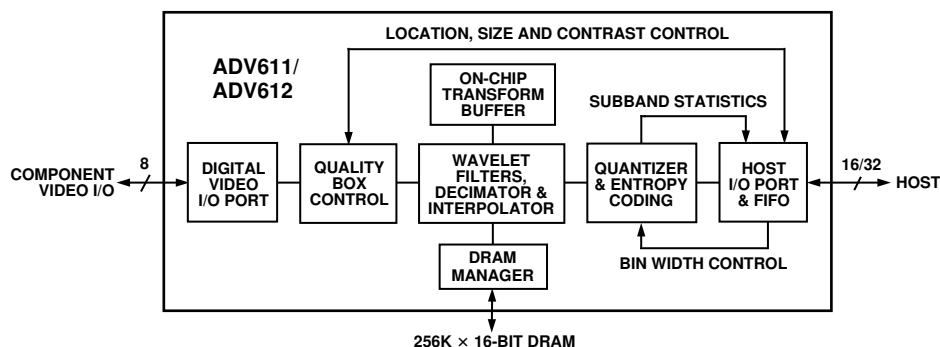 LOCATION, SIZE AND CONTRAST CONTROL
ADV611/
ADV612
ON-CHIP
TRANSFORM
BUFFER
SUBBAND STATISTICS
COMPONENT
VIDEO I/O
8
DIGITAL
VIDEO
I/O PORT
QUALITY
BOX
CONTROL
WAVELET
FILTERS,
DECIMATOR &
INTERPOLATOR
QUANTIZER
& ENTROPY
CODING
HOST
I/O PORT
& FIFO
16/32
HOST
DRAM
MANAGER
BIN WIDTH CONTROL
256K × 16-BIT DRAM